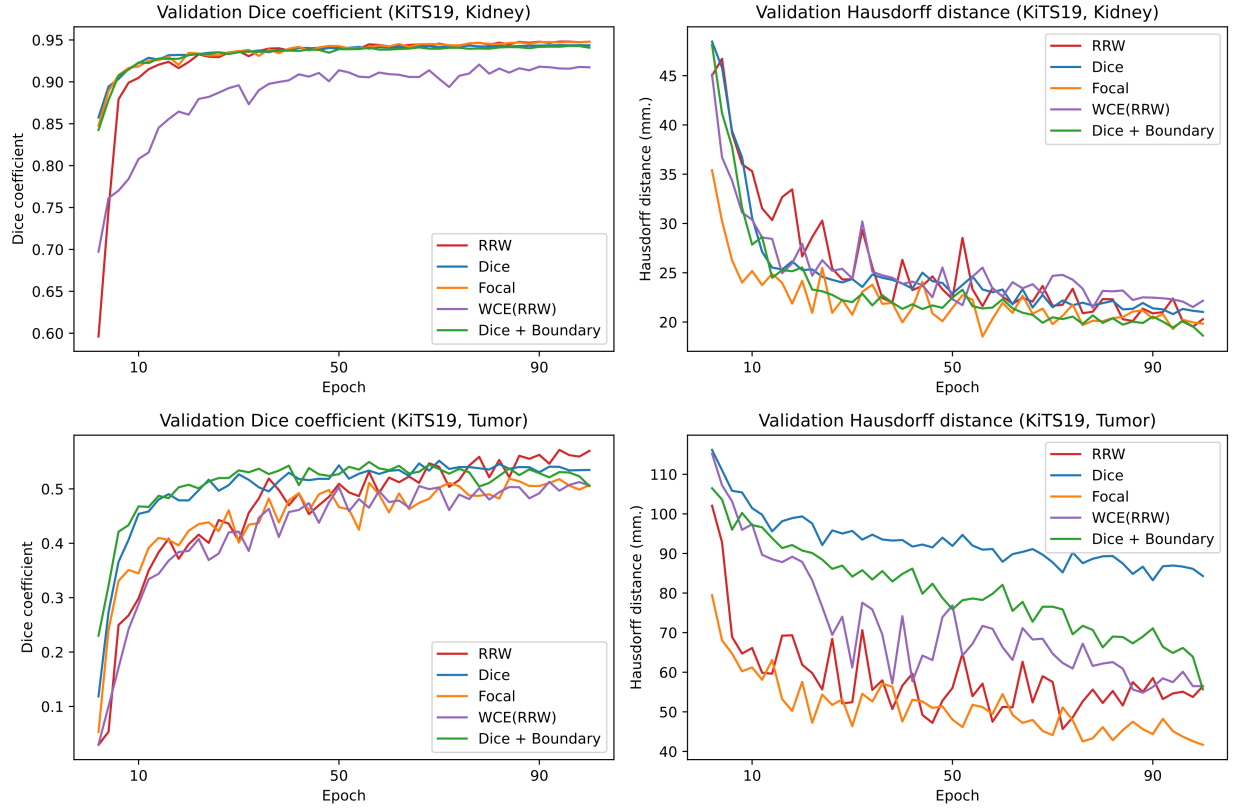 Validation Dice coefficient (KiTS19, Kidney)
Dice coefficient
0.95
0.90
0.85
0.80
0.75
0.70
0.65
0.60
10
50
90
Epoch
RRW
Dice
Focal
WCE(RRW)
Dice + Boundary
Validation Hausdorff distance (KiTS19, Kidney)
Hausdorff distance (mm.)
45
40
35
30
25
20
10
50
90
Epoch
RRW
Dice
Focal
WCE(RRW)
Dice + Boundary
Validation Dice coefficient (KiTS19, Tumor)
Dice coefficient
0.5
0.4
0.3
0.2
0.1
10
50
90
Epoch
RRW
Dice
Focal
WCE(RRW)
Dice + Boundary
Validation Hausdorff distance (KiTS19, Tumor)
Hausdorff distance (mm.)
110
100
90
80
70
60
50
40
10
50
90
Epoch
RRW
Dice
Focal
WCE(RRW)
Dice + Boundary